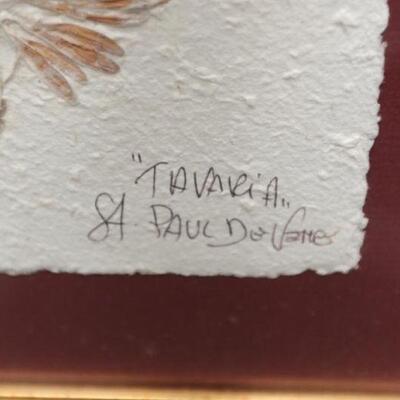 "TAVARIA"
St. PAUL De Vence